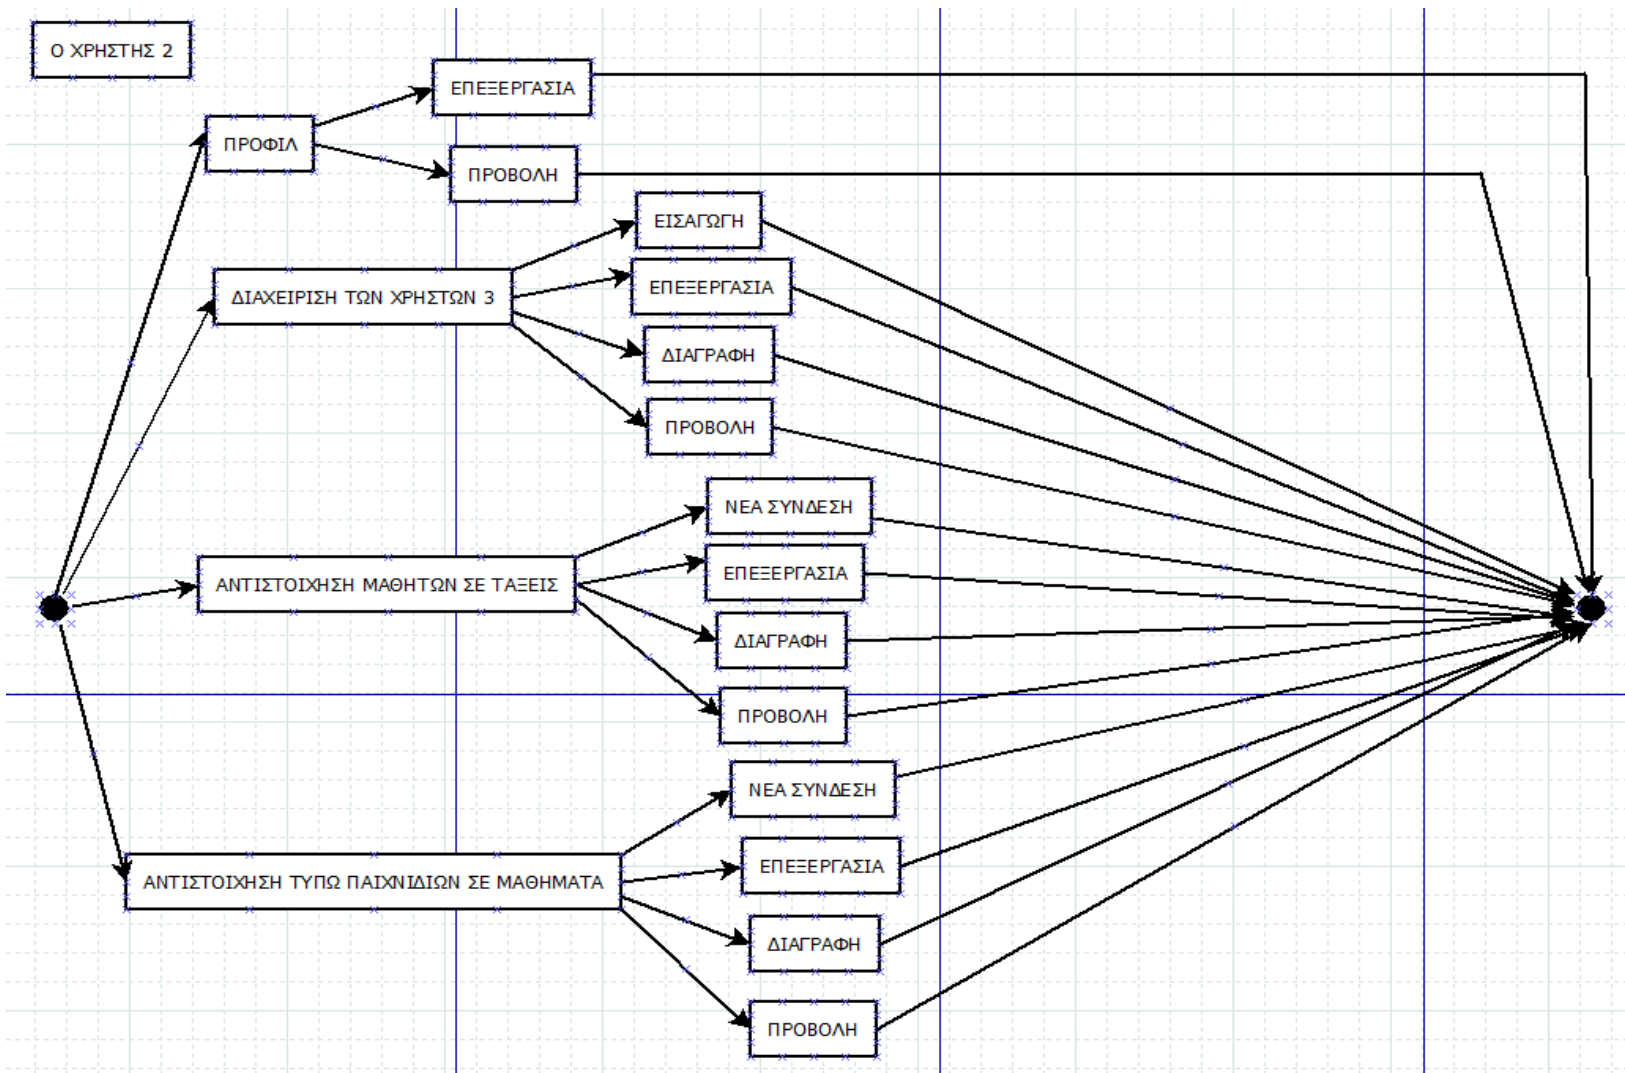 Ο ΧΡΗΣΤΗΣ 2
ΠΡΟΦΙΛ
ΕΠΕΞΕΡΓΑΣΙΑ
ΠΡΟΒΟΛΗ
ΔΙΑΧΕΙΡΙΣΗ ΤΩΝ ΧΡΗΣΤΩΝ 3
ΕΙΣΑΓΩΓΗ
ΕΠΕΞΕΡΓΑΣΙΑ
ΔΙΑΓΡΑΦΗ
ΠΡΟΒΟΛΗ
ΑΝΤΙΣΤΟΙΧΗΣΗ ΜΑΘΗΤΩΝ ΣΕ ΤΑΞΕΙΣ
ΝΕΑ ΣΥΝΔΕΣΗ
ΕΠΕΞΕΡΓΑΣΙΑ
ΔΙΑΓΡΑΦΗ
ΠΡΟΒΟΛΗ
ΑΝΤΙΣΤΟΙΧΗΣΗ ΤΥΠΩ ΠΑΙΧΝΙΔΙΩΝ ΣΕ ΜΑΘΗΜΑΤΑ
ΝΕΑ ΣΥΝΔΕΣΗ
ΕΠΕΞΕΡΓΑΣΙΑ
ΔΙΑΓΡΑΦΗ
ΠΡΟΒΟΛΗ